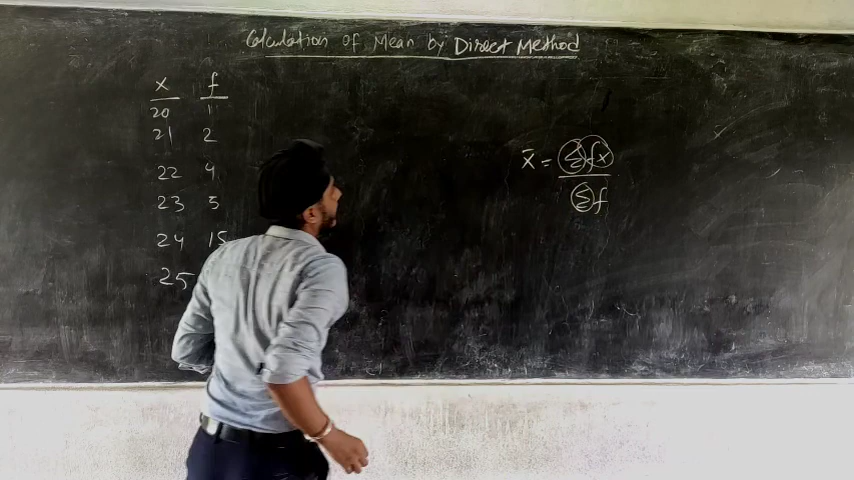 Calculation of Mean by Direct Method
x f
20 1
21 2
22 4
23 5
24 15
25
x̄ = Σfx
Σf